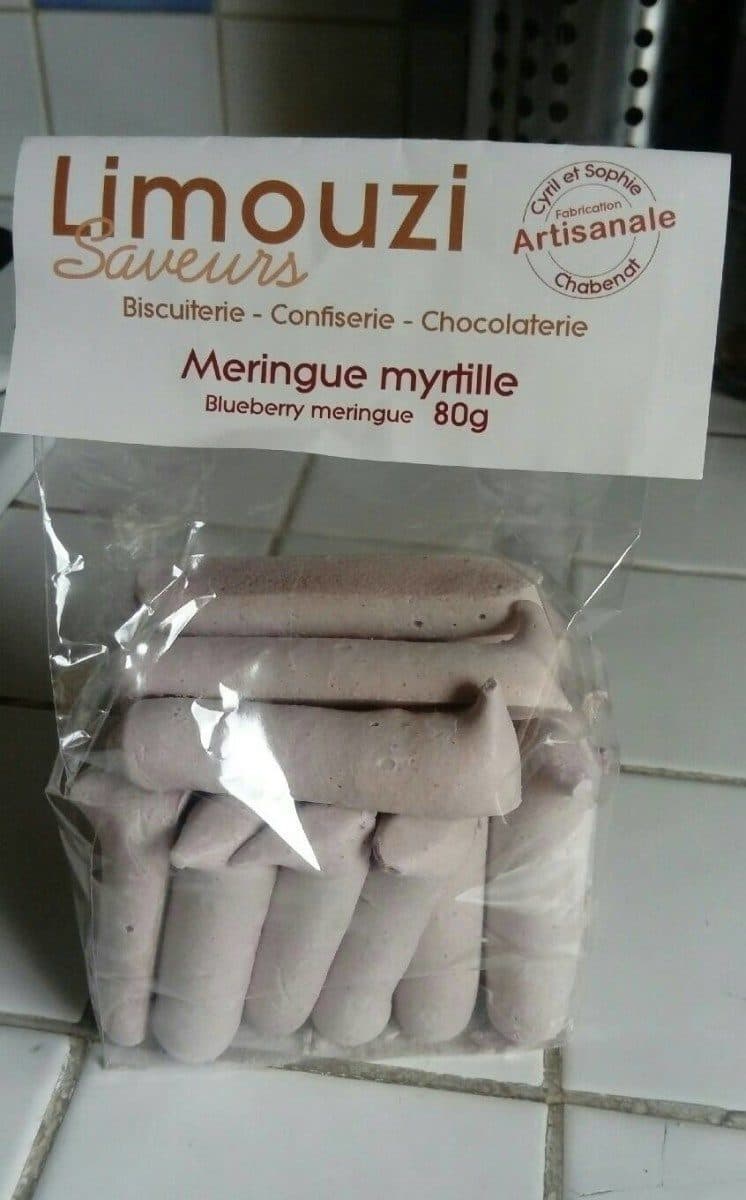 Limouzi
Saveurs
Cyril et Sophie
Fabrication
Artisanale
Chabenat
Biscuiterie - Confiserie - Chocolaterie
Meringue myrtille
Blueberry meringue 80g